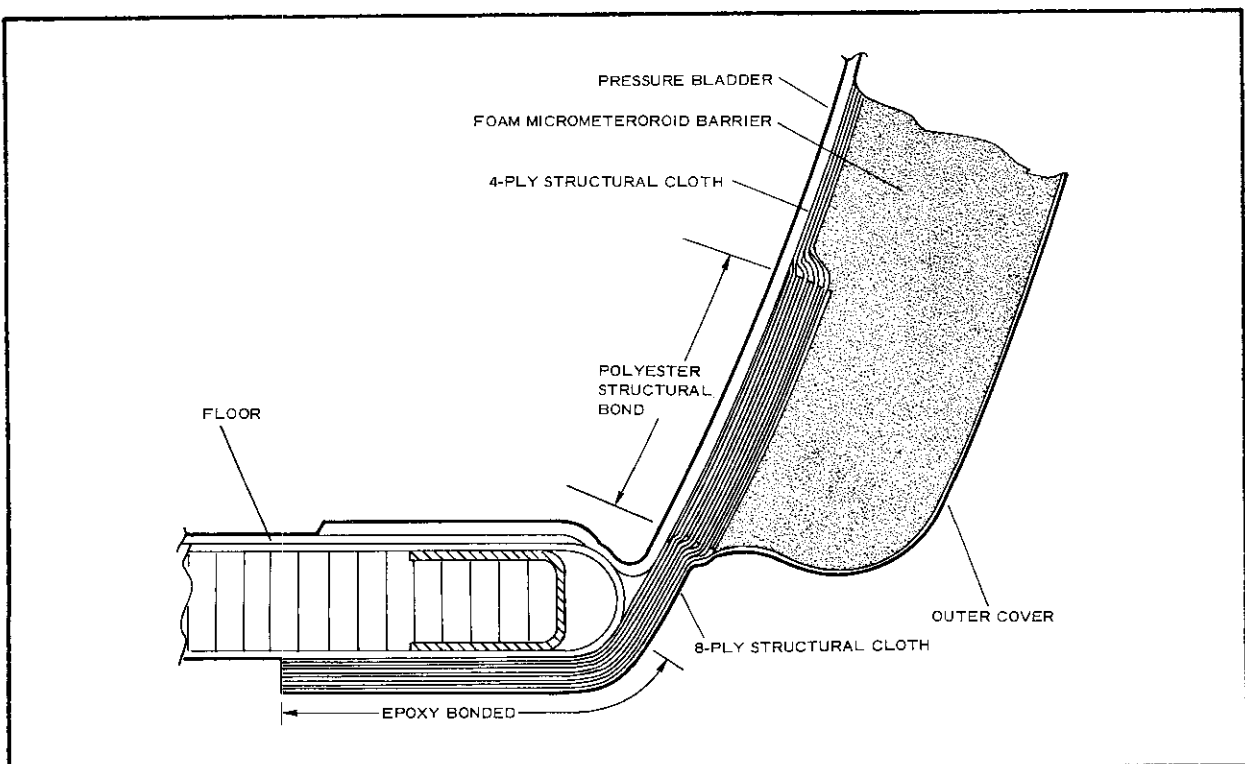 PRESSURE BLADDER
FOAM MICROMETEROROID BARRIER
4-PLY STRUCTURAL CLOTH
POLYESTER
STRUCTURAL
BOND
FLOOR
OUTER COVER
8-PLY STRUCTURAL CLOTH
EPOXY BONDED